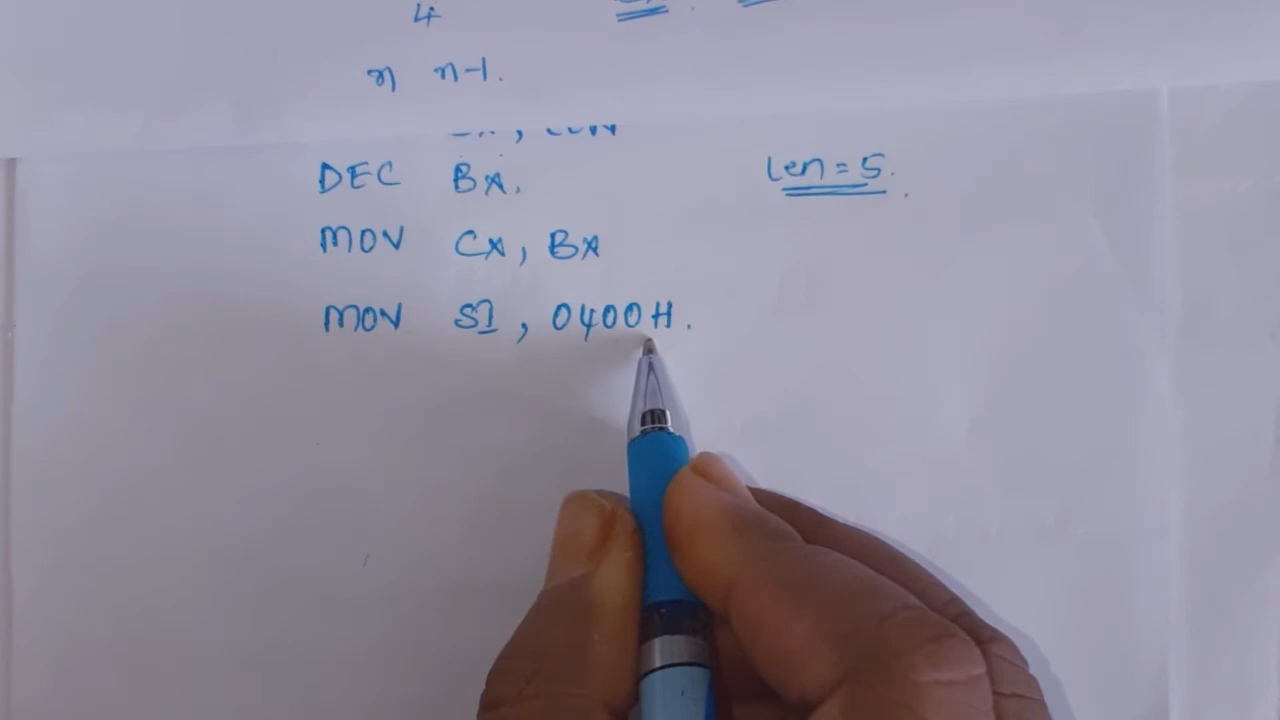 4
n n-1.
DEC BX.
len = 5.
MOV CX, BX
MOV SI, 0400H.